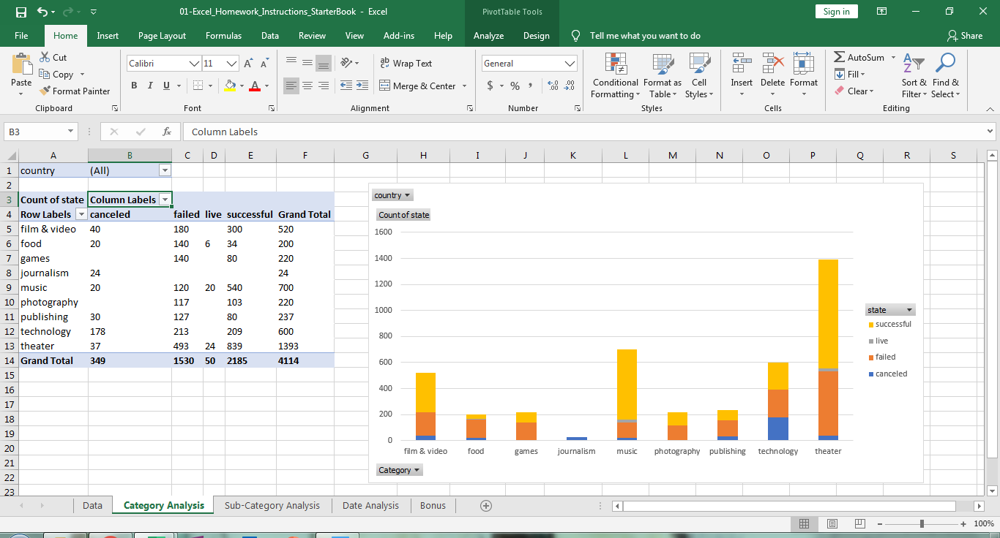 01-Excel_Homework_Instructions_StarterBook - Excel
PivotTable Tools
Sign in
File Home Insert Page Layout Formulas Data Review View Add-ins Help Analyze Design Tell me what you want to do Share
Paste
Cut
Copy
Format Painter
Clipboard
Calibri 11
B I U
Font
Wrap Text
Merge & Center
Alignment
General
$ % ,
Number
Conditional Formatting
Format as Table
Cell Styles
Styles
Insert Delete Format
Cells
AutoSum
Fill
Clear
Sort & Filter
Find & Select
Editing
B3 fx Column Labels
A B C D E F G H I J K L M N O P Q R S
1 country (All)
2
3 Count of state Column Labels
4 Row Labels canceled failed live successful Grand Total
5 film & video 40 180 300 520
6 food 20 140 6 34 200
7 games 140 80 220
8 journalism 24 24
9 music 20 120 20 540 700
10 photography 117 103 220
11 publishing 30 127 80 237
12 technology 178 213 209 600
13 theater 37 493 24 839 1393
14 Grand Total 349 1530 50 2185 4114
15
16
17
18
19
20
21
22
23
country
Count of state
1600
1400
1200
1000
800
600
400
200
0
film & video food games journalism music photography publishing technology theater
Category
state
successful
live
failed
canceled
Data Category Analysis Sub-Category Analysis Date Analysis Bonus
100%